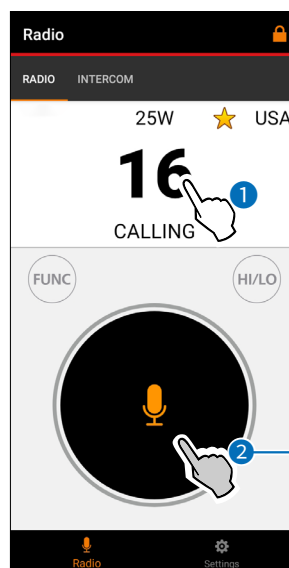 Radio
RADIO INTERCOM
25W USA
16
1
CALLING
FUNC HI/LO
2
Radio Settings